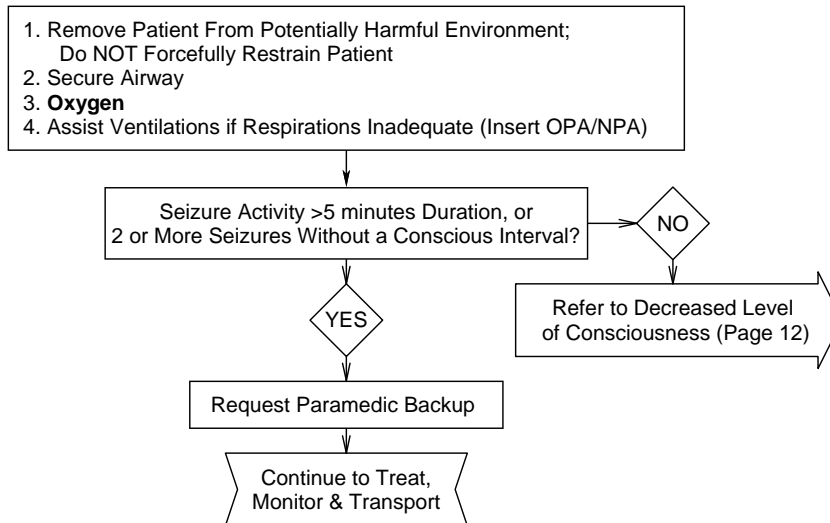 1. Remove Patient From Potentially Harmful Environment;
Do NOT Forcefully Restrain Patient
2. Secure Airway
3. Oxygen
4. Assist Ventilations if Respirations Inadequate (Insert OPA/NPA)
Seizure Activity >5 minutes Duration, or
2 or More Seizures Without a Conscious Interval?
NO
Refer to Decreased Level
of Consciousness (Page 12)
YES
Request Paramedic Backup
Continue to Treat,
Monitor & Transport